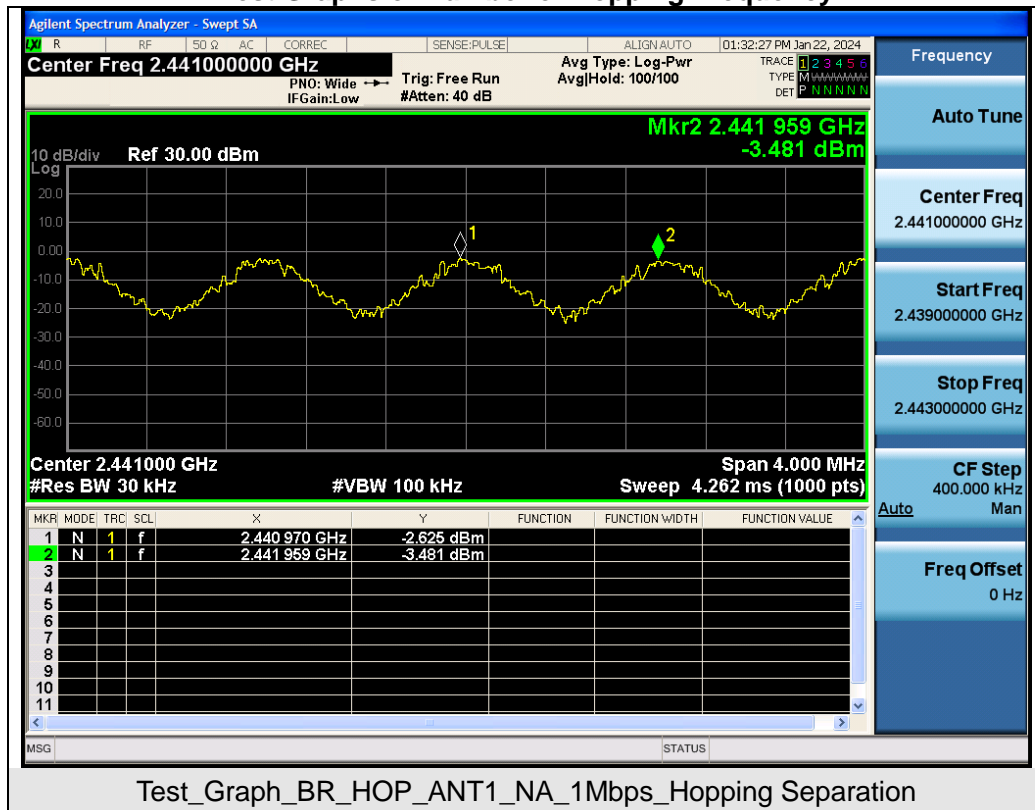 Agilent Spectrum Analyzer - Swept SA
LXI R RF 50 Ω AC CORREC SENSE:PULSE ALIGN AUTO 01:32:27 PM Jan 22, 2024
Center Freq 2.441000000 GHz
PNO: Wide
IFGain:Low
Trig: Free Run
#Atten: 40 dB
Avg Type: Log-Pwr
Avg|Hold: 100/100
TRACE 1 2 3 4 5 6
TYPE M
DET P N N N N N
Mkr2 2.441 959 GHz
-3.481 dBm
10 dB/div Ref 30.00 dBm
Log
20.0
10.0
0.00
-10.0
-20.0
-30.0
-40.0
-50.0
-60.0
1
2
Center 2.441000 GHz Span 4.000 MHz
#Res BW 30 kHz #VBW 100 kHz Sweep 4.262 ms (1000 pts)
MKR MODE TRC SCL X Y FUNCTION FUNCTION WIDTH FUNCTION VALUE
1 N 1 f 2.440 970 GHz -2.625 dBm
2 N 1 f 2.441 959 GHz -3.481 dBm
3
4
5
6
7
8
9
10
11
MSG STATUS
Frequency
Auto Tune
Center Freq
2.441000000 GHz
Start Freq
2.439000000 GHz
Stop Freq
2.443000000 GHz
CF Step
400.000 kHz
Auto Man
Freq Offset
0 Hz
Test_Graph_BR_HOP_ANT1_NA_1Mbps_Hopping Separation